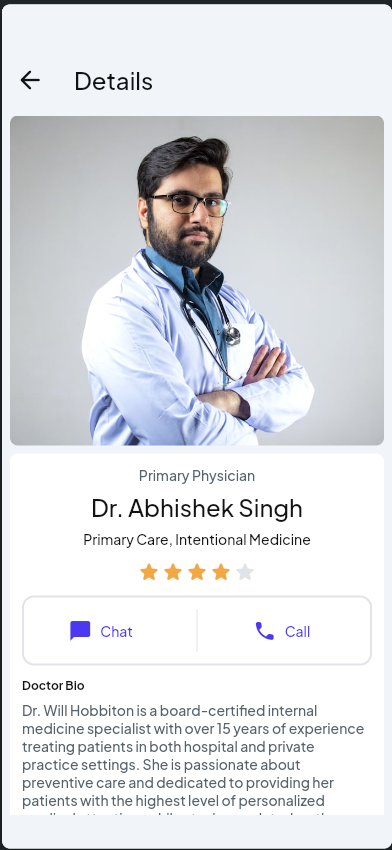 Details
Primary Physician
Dr. Abhishek Singh
Primary Care, Intentional Medicine
Chat
Call
Doctor Bio
Dr. Will Hobbiton is a board-certified internal
medicine specialist with over 15 years of experience
treating patients in both hospital and private
practice settings. She is passionate about
preventive care and dedicated to providing her
patients with the highest level of personalized